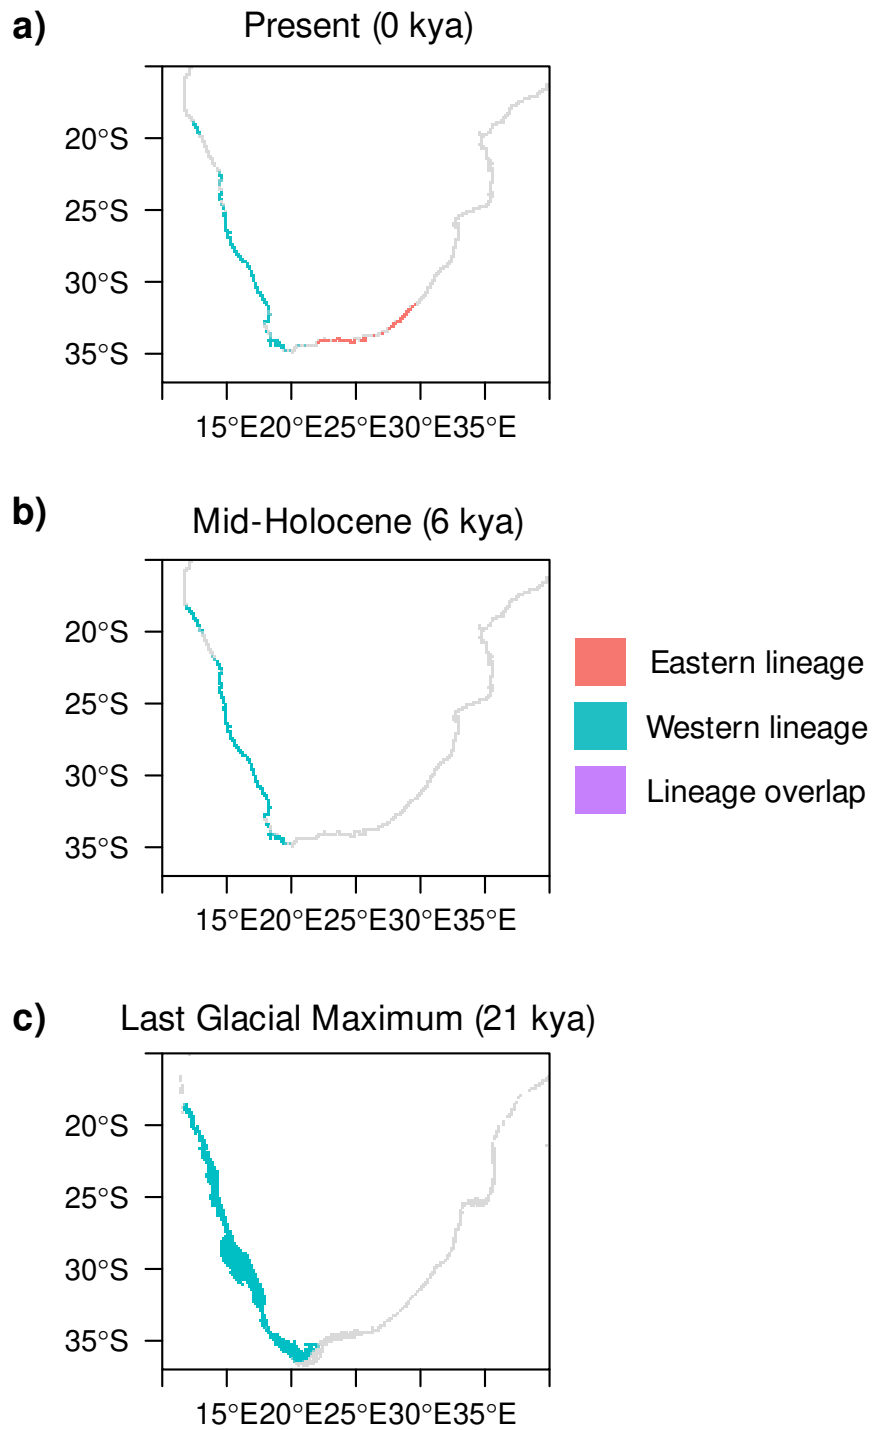 a)
Present (0 kya)
20°S
25°S
30°S
35°S
15°E20°E25°E30°E35°E
b)
Mid-Holocene (6 kya)
20°S
25°S
30°S
35°S
15°E20°E25°E30°E35°E
Eastern lineage
Western lineage
Lineage overlap
c)
Last Glacial Maximum (21 kya)
20°S
25°S
30°S
35°S
15°E20°E25°E30°E35°E